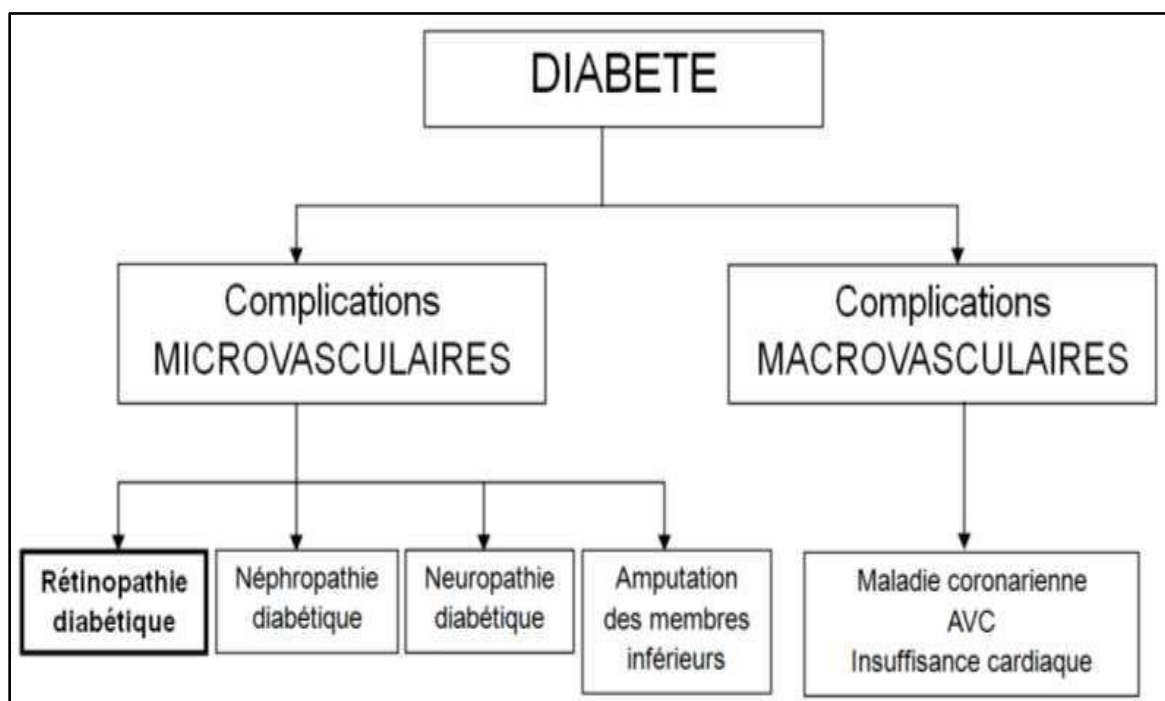 DIABETE
Complications
MICROVASCULAIRES
Complications
MACROVASCULAIRES
Rétinopathie
diabétique
Néphropathie
diabétique
Neuropathie
diabétique
Amputation
des membres
inférieurs
Maladie coronarienne
AVC
Insuffisance cardiaque